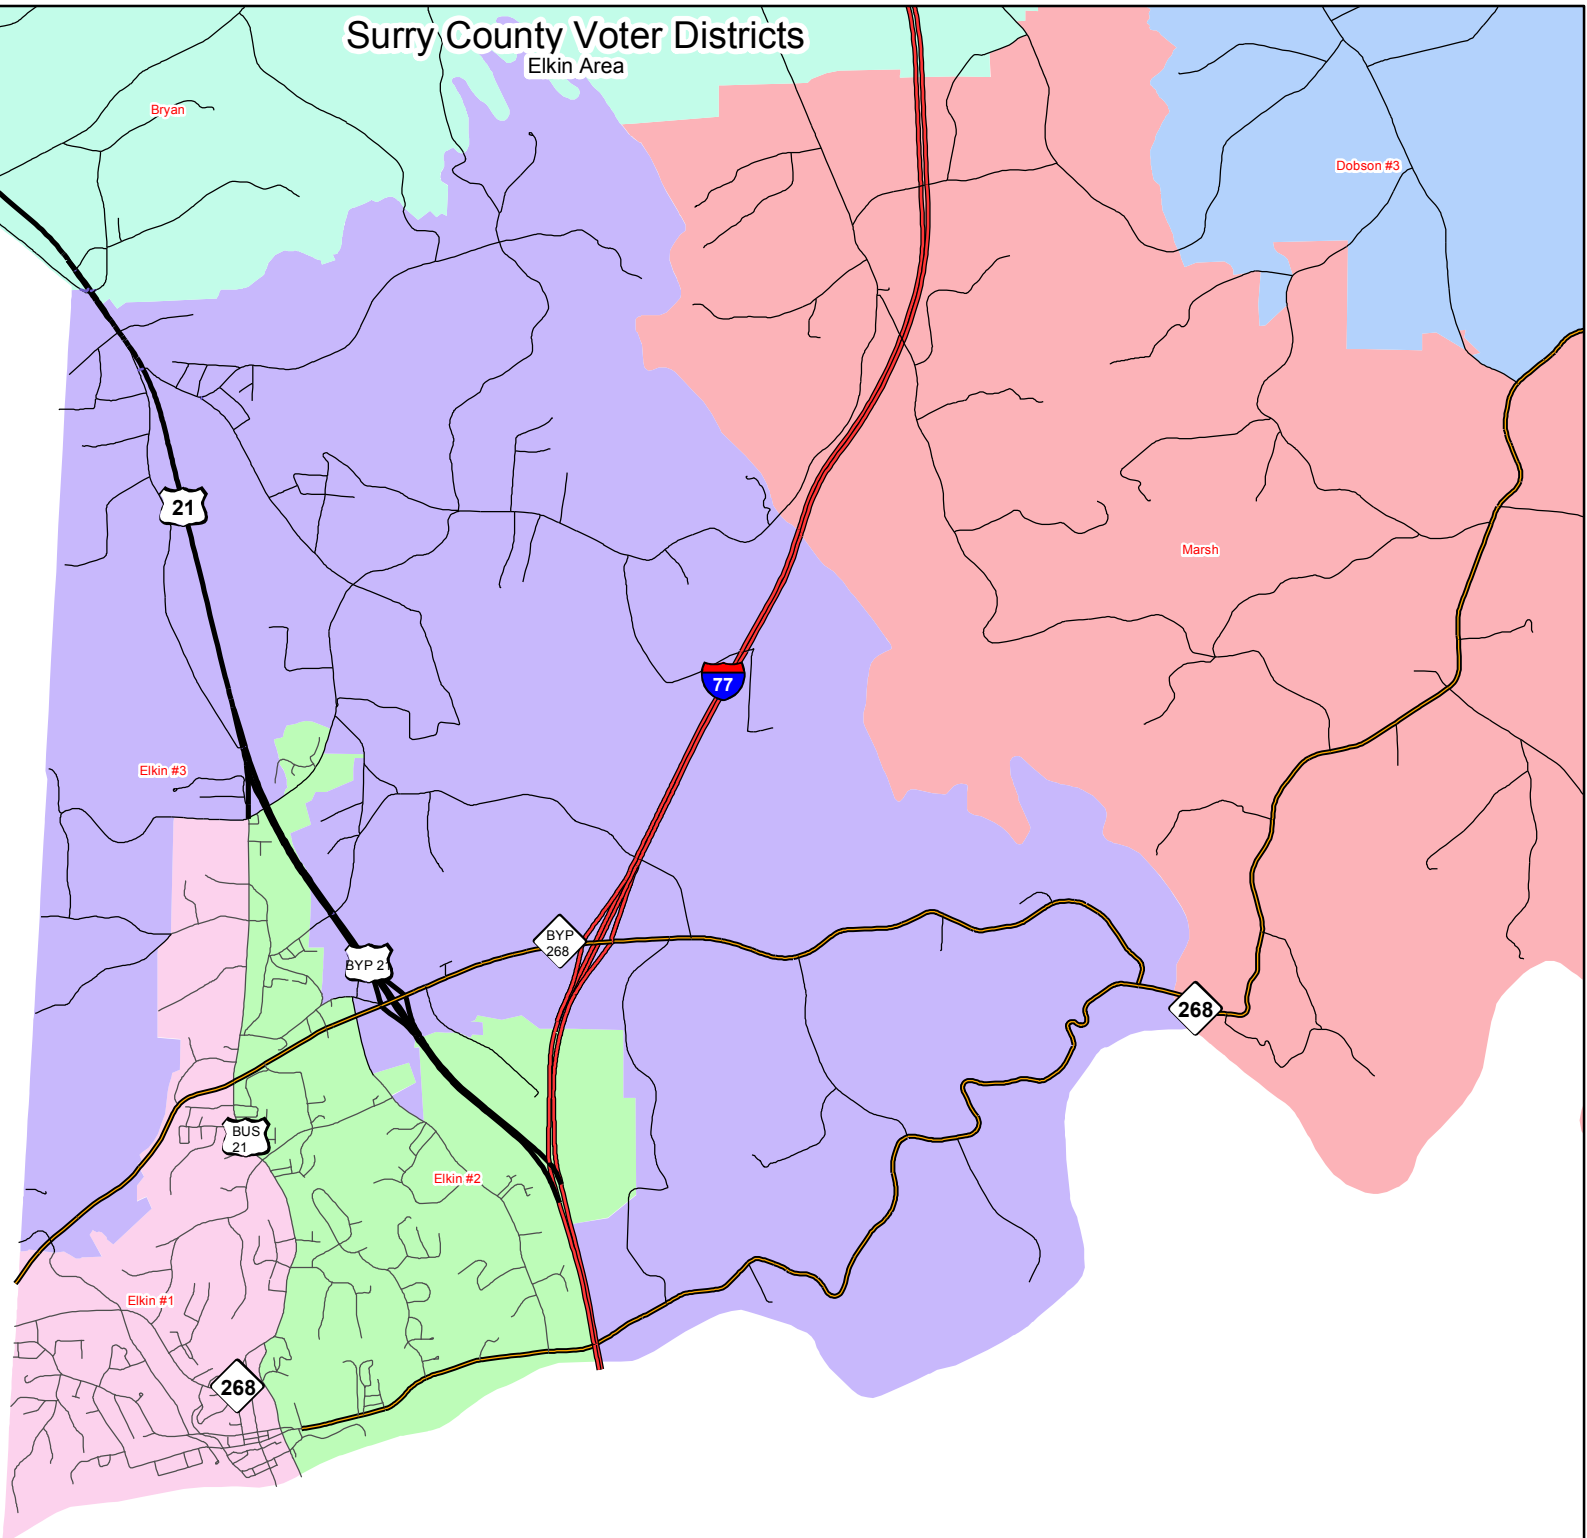 Surry County Voter Districts
Elkin Area
Bryan
Dobson #3
21
Marsh
77
Elkin #3
BYP
268
BYP 21
268
BUS
21
Elkin #2
Elkin #1
268